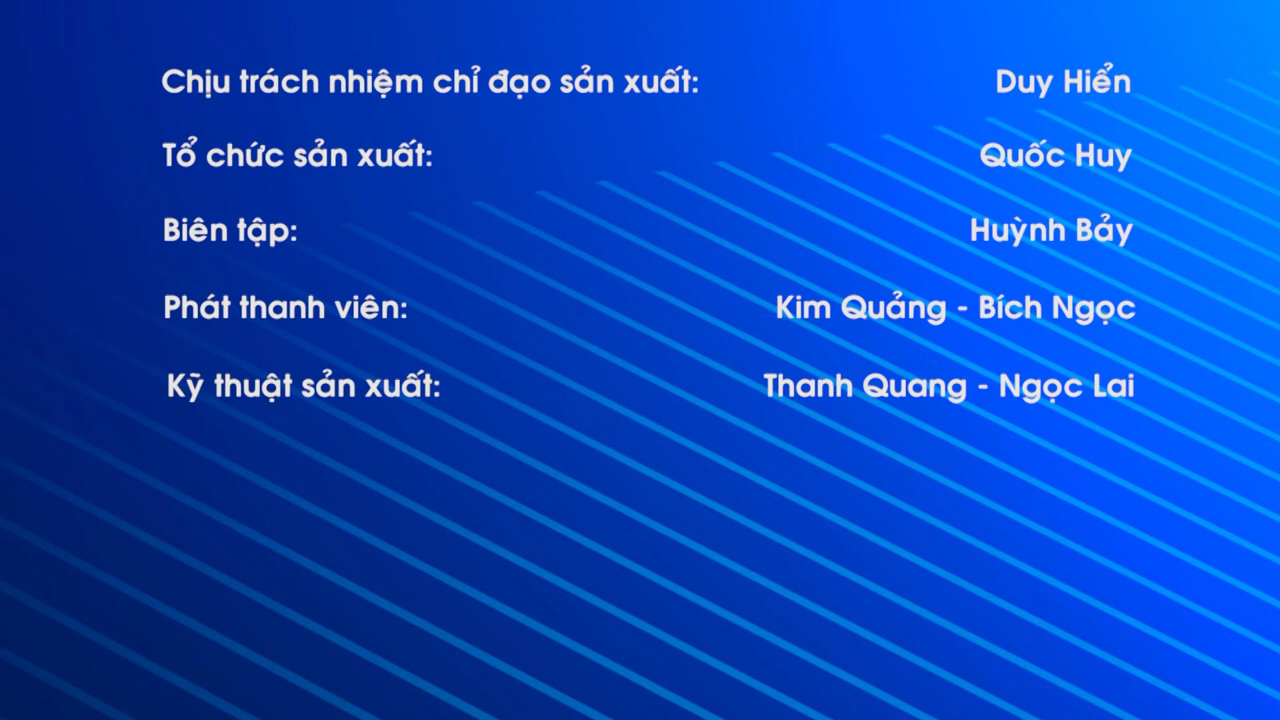 Chịu trách nhiệm chỉ đạo sản xuất: Duy Hiển
Tổ chức sản xuất: Quốc Huy
Biên tập: Huỳnh Bảy
Phát thanh viên: Kim Quảng - Bích Ngọc
Kỹ thuật sản xuất: Thanh Quang - Ngọc Lai